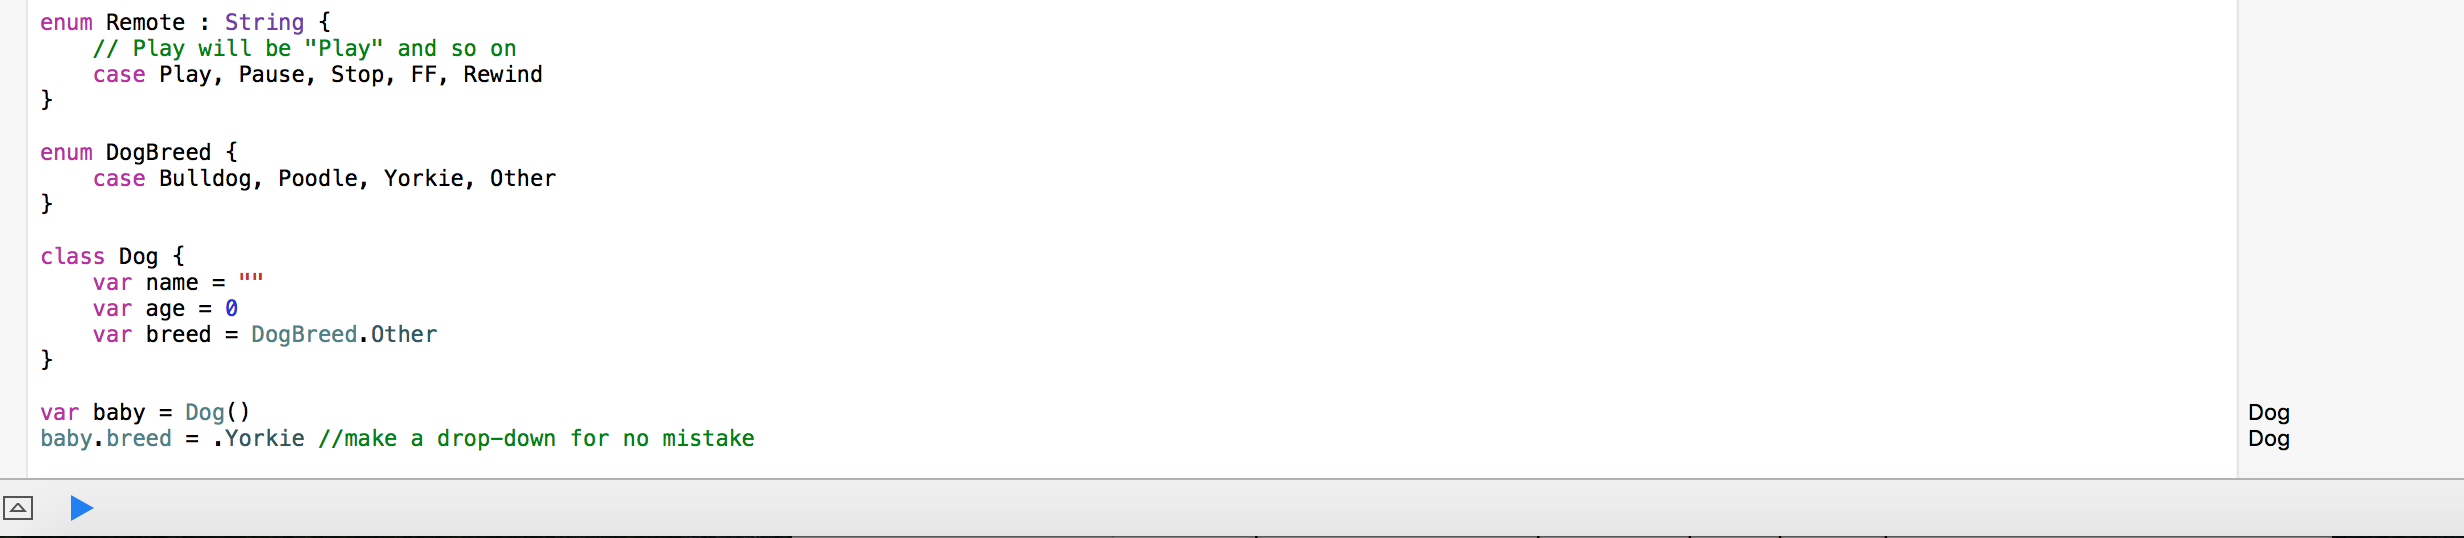 enum Remote : String {
    // Play will be "Play" and so on
    case Play, Pause, Stop, FF, Rewind
}

enum DogBreed {
    case Bulldog, Poodle, Yorkie, Other
}

class Dog {
    var name = ""
    var age = 0
    var breed = DogBreed.Other
}

var baby = Dog()
Dog
baby.breed = .Yorkie //make a drop-down for no mistake
Dog